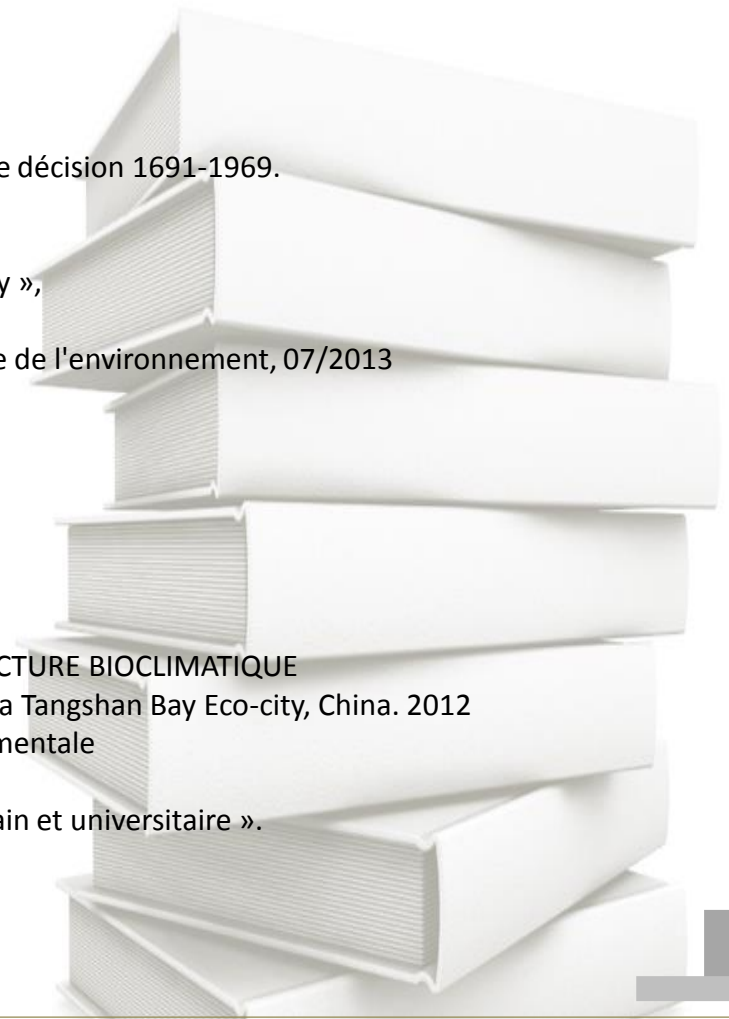 e décision 1691-1969.
y »,
e de l'environnement, 07/2013
CTURE BIOCLIMATIQUE
a Tangshan Bay Eco-city, China. 2012
mentale
ain et universitaire ».